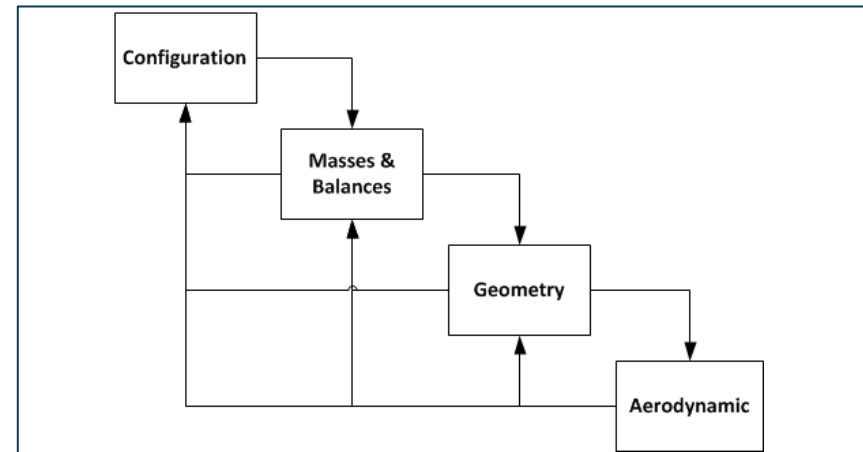 Configuration
Masses &
Balances
Geometry
Aerodynamic